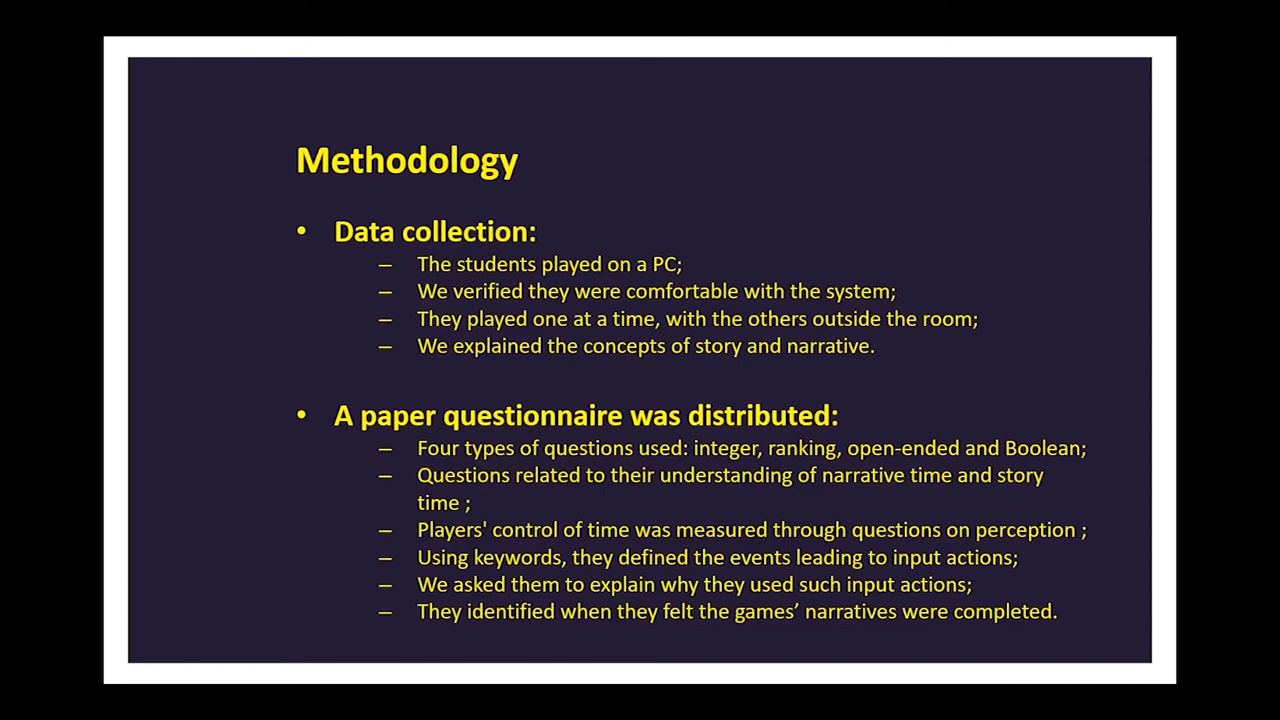 Methodology
• Data collection:
– The students played on a PC;
– We verified they were comfortable with the system;
– They played one at a time, with the others outside the room;
– We explained the concepts of story and narrative.
• A paper questionnaire was distributed:
– Four types of questions used: integer, ranking, open-ended and Boolean;
– Questions related to their understanding of narrative time and story
time ;
– Players' control of time was measured through questions on perception ;
– Using keywords, they defined the events leading to input actions;
– We asked them to explain why they used such input actions;
– They identified when they felt the games’ narratives were completed.